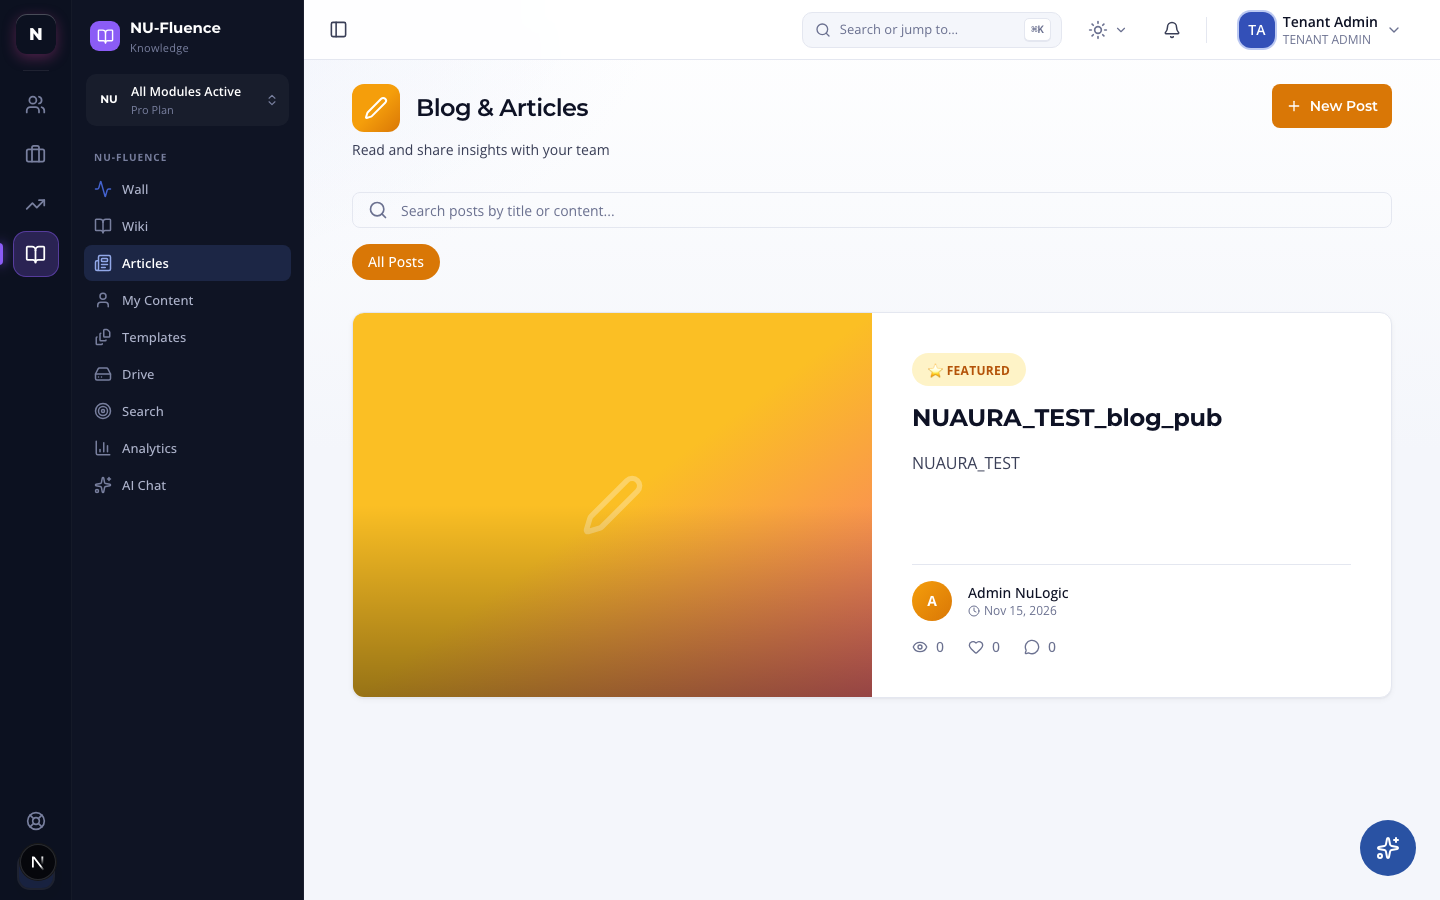 N
NU-Fluence
Knowledge
NU
All Modules Active
Pro Plan
NU-FLUENCE
Wall
Wiki
Articles
My Content
Templates
Drive
Search
Analytics
AI Chat
N
Search or jump to...
⌘K
TA
Tenant Admin
TENANT ADMIN
Blog & Articles
New Post
Read and share insights with your team
Search posts by title or content...
All Posts
⭐ FEATURED
NUAURA_TEST_blog_pub
NUAURA_TEST
A
Admin NuLogic
Nov 15, 2026
0 0 0